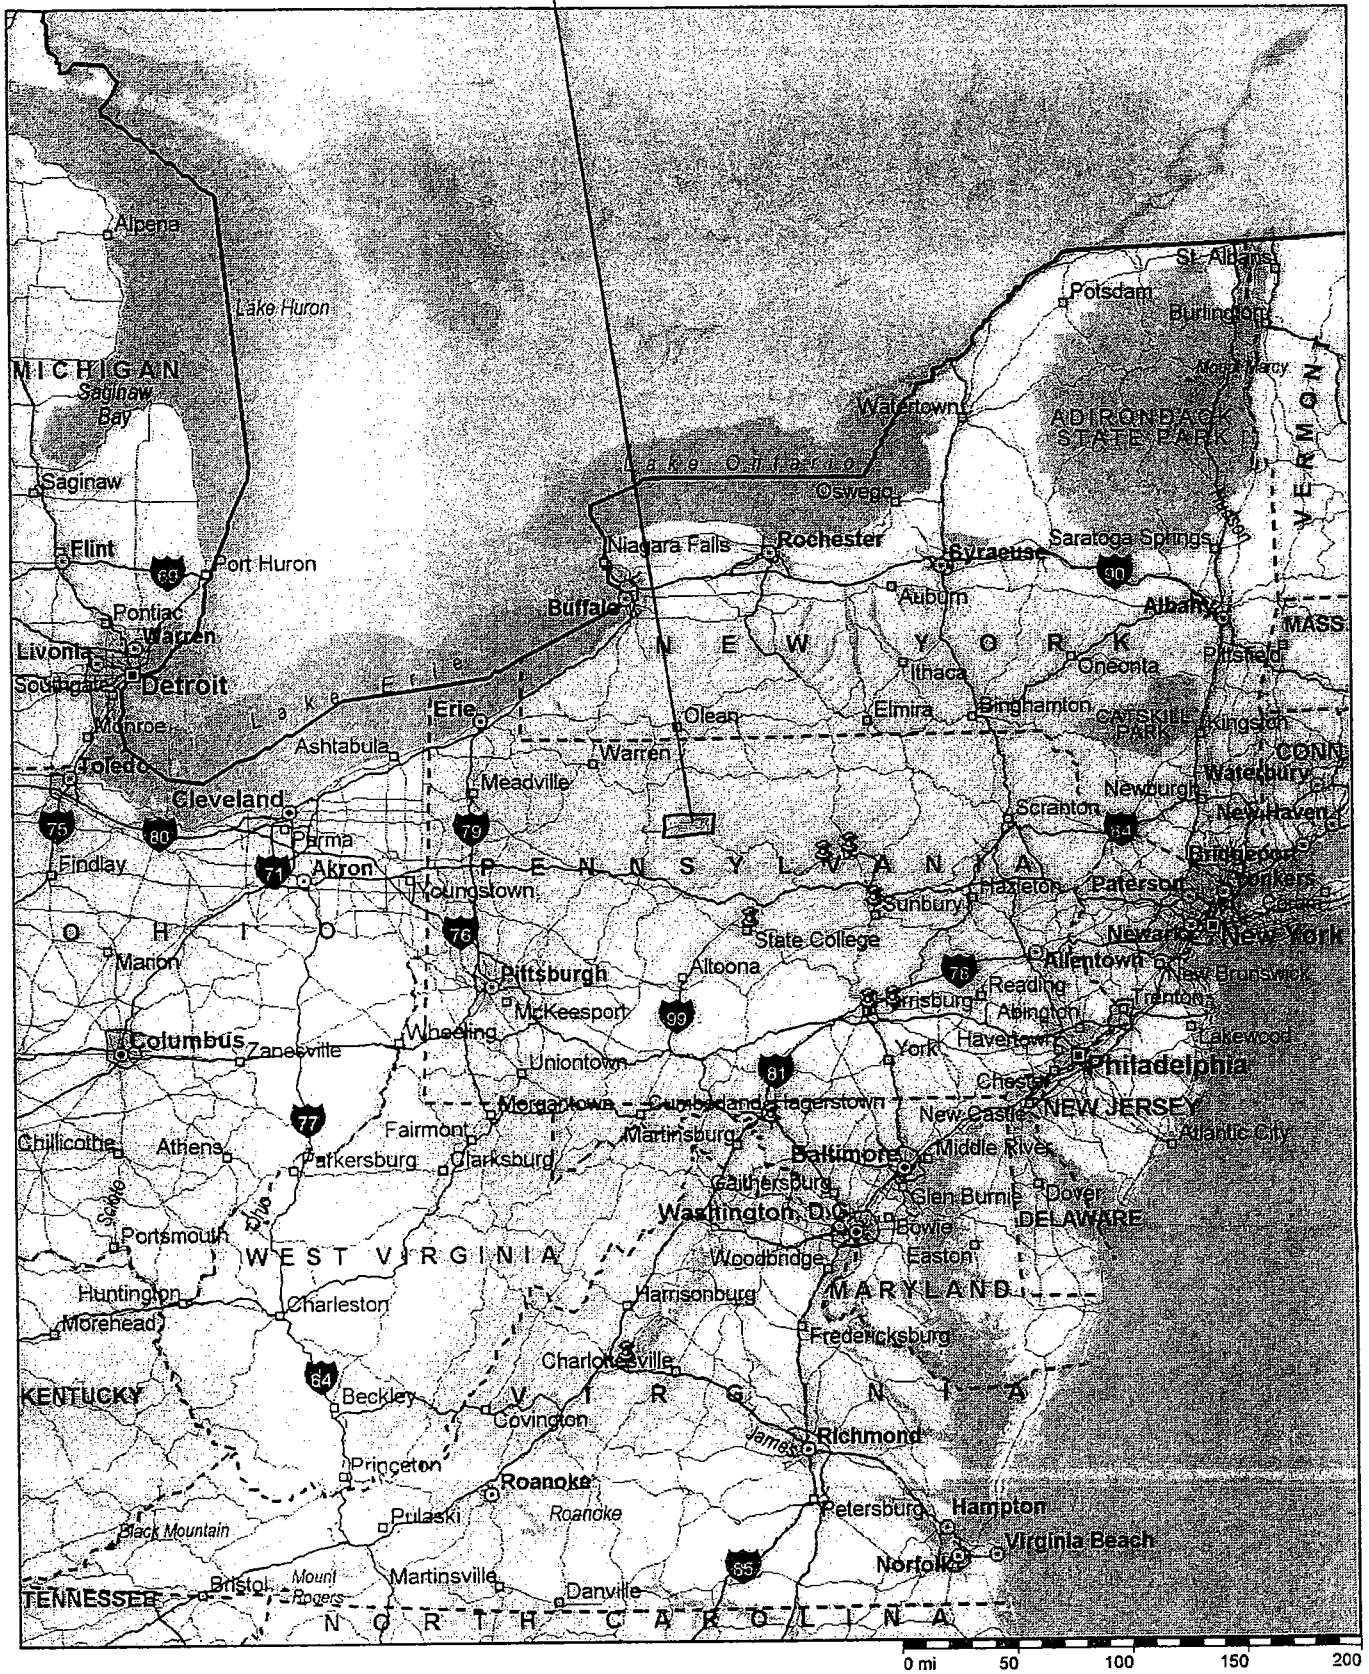 Alpena
St. Albans
Potsdam
Lake Huron
Burlington
MICHIGAN
Saginaw
Bay
Mount Marcy
VERMONT
Watertown
ADIRONDACK
STATE PARK
Lake Ontario
Saginaw
Oswego
Hudson
Flint
Niagara Falls
Rochester
Syracuse
Saratoga Springs
69
Port Huron
90
Pontiac
Buffalo
Auburn
Albany
Warren
MASS.
Livonia
NEW YORK
Pittsfield
Southgate
Detroit
Ithaca
Oneonta
Lake Erie
Erie
Olean
Elmira
Binghamton
CATSKILL
PARK
Kingston
Monroe
Ashtabula
Warren
CONN.
Toledo
Meadville
Waterbury
Newburgh
Cleveland
Scranton
New Haven
75
80
Parma
79
84
Findlay
71
Akron
PENNSYLVANIA
Bridgeport
Youngstown
Hazleton
Paterson
Yonkers
Sunbury
Coram
OHIO
76
State College
Newark
New York
Marion
Pittsburgh
Altoona
76
Allentown
New Brunswick
McKeesport
99
Harrisburg
Reading
Trenton
Abington
Columbus
Wheeling
Zanesville
Uniontown
81
York
Havertown
Lakewood
Philadelphia
Chester
Morgantown
Cumberland
Hagerstown
New Castle
NEW JERSEY
77
Chillicothe
Athens
Fairmont
Martinsburg
Atlantic City
Parkersburg
Clarksburg
Baltimore
Middle River
Gaithersburg
Scioto
Ohio
Glen Burnie
Dover
Washington, D.C.
Bowie
DELAWARE
Portsmouth
WEST VIRGINIA
Woodbridge
Easton
MARYLAND
Huntington
Charleston
Harrisonburg
Morehead
Fredericksburg
Charlottesville
64
KENTUCKY
Beckley
VIRGINIA
Covington
James
Richmond
Princeton
Roanoke
Pulaski
Roanoke
Petersburg
Hampton
Black Mountain
Virginia Beach
85
Norfolk
Bristol
Mount
Rogers
Martinsville
Danville
TENNESSEE
NORTH CAROLINA
0 mi 50 100 150 200